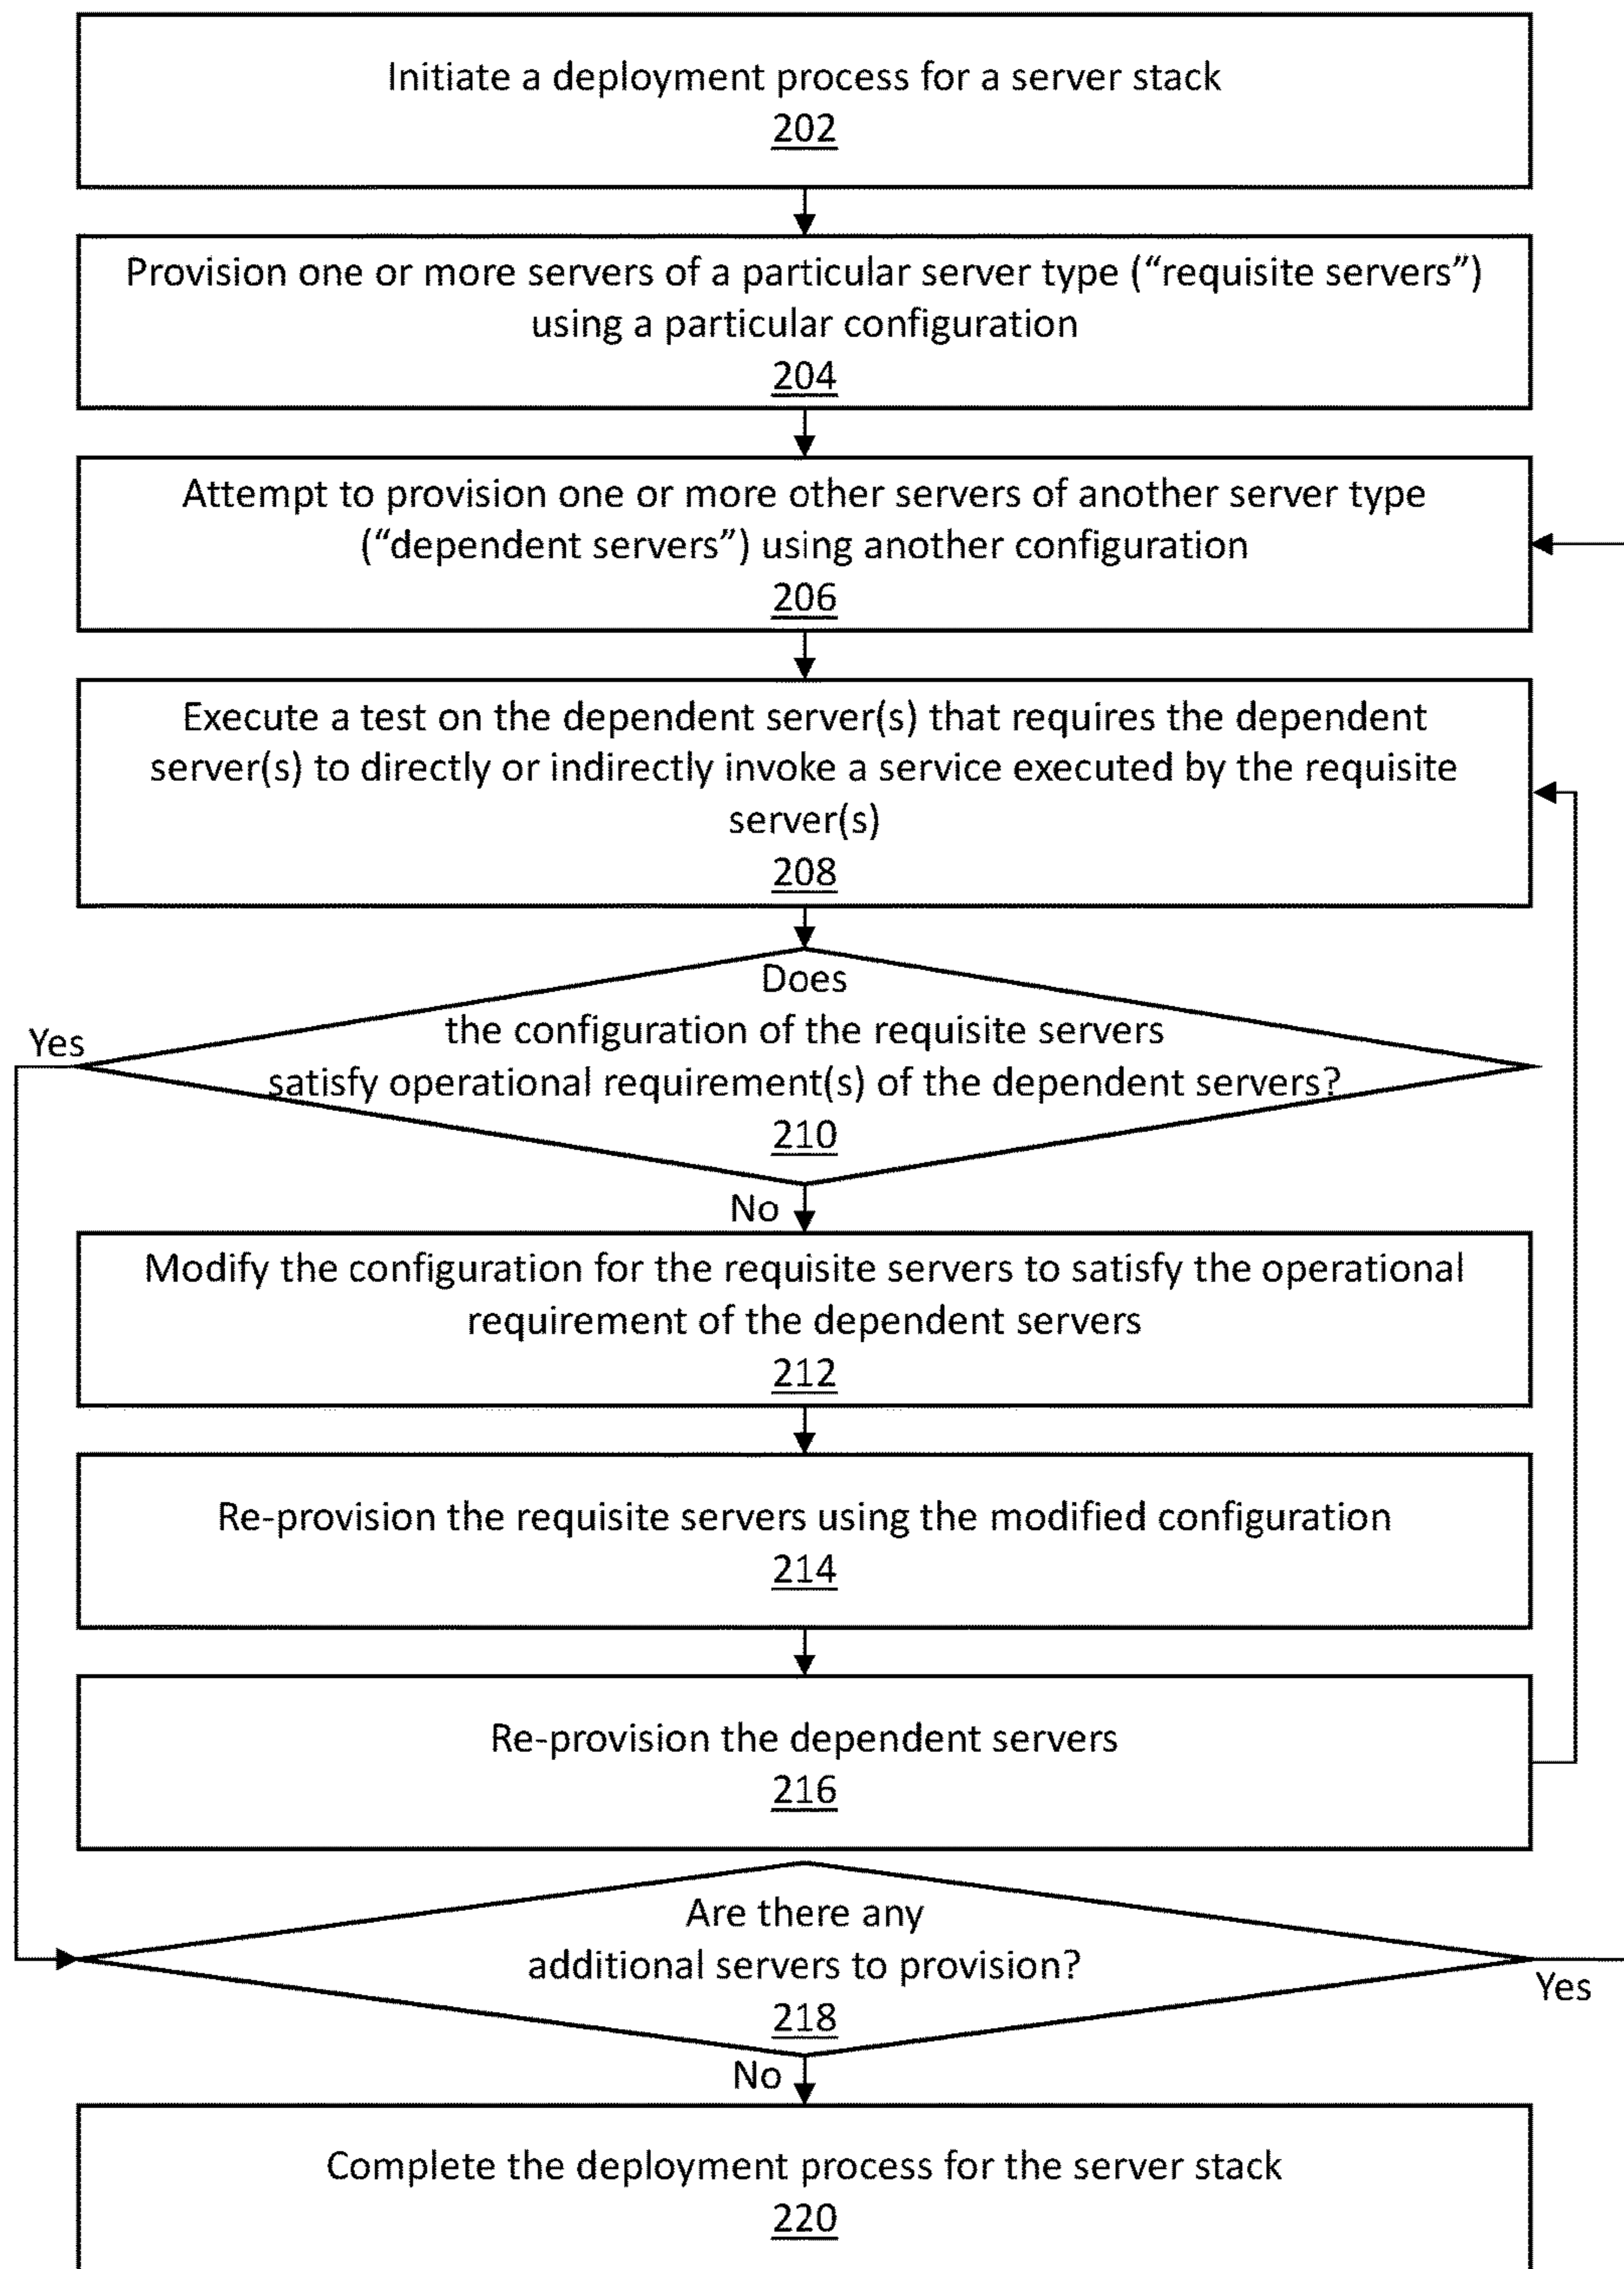 Initiate a deployment process for a server stack
202
Provision one or more servers of a particular server type (“requisite servers”)
using a particular configuration
204
Attempt to provision one or more other servers of another server type
(“dependent servers”) using another configuration
206
Execute a test on the dependent server(s) that requires the dependent
server(s) to directly or indirectly invoke a service executed by the requisite
server(s)
208
Does
the configuration of the requisite servers
satisfy operational requirement(s) of the dependent servers?
210
Yes
No
Modify the configuration for the requisite servers to satisfy the operational
requirement of the dependent servers
212
Re-provision the requisite servers using the modified configuration
214
Re-provision the dependent servers
216
Are there any
additional servers to provision?
218
Yes
No
Complete the deployment process for the server stack
220